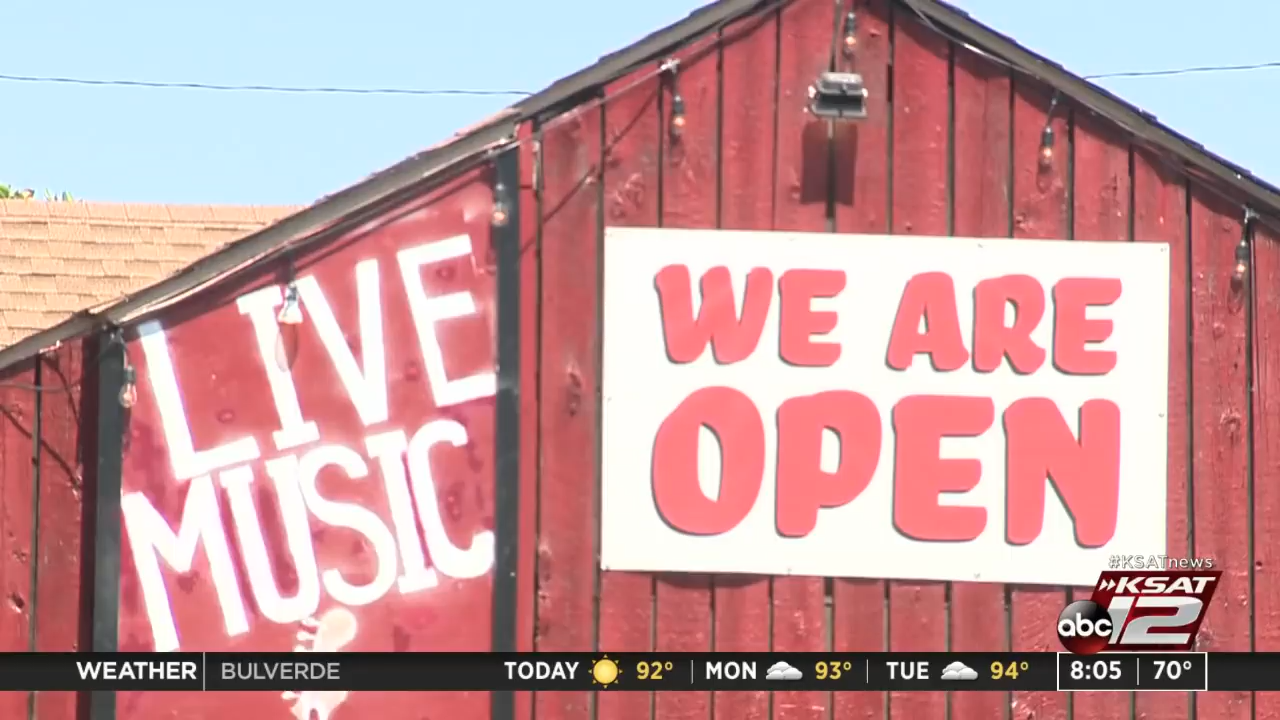 LIVE
MUSIC
WE ARE
OPEN
#KSATnews
KSAT
abc 12
WEATHER BULVERDE TODAY 92° MON 93° TUE 94° 8:05 70°